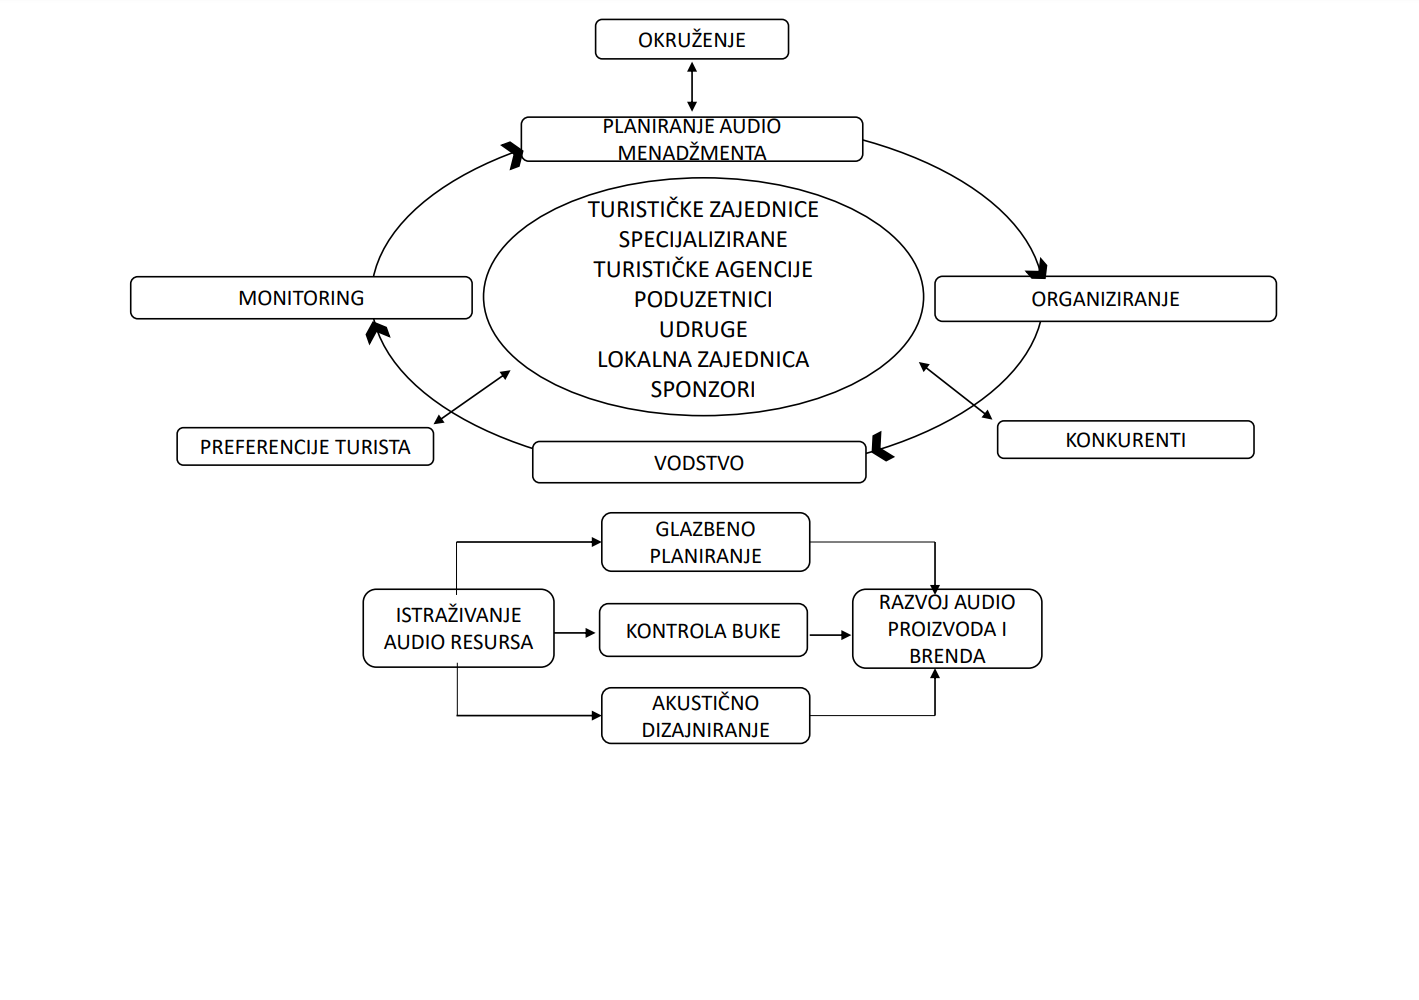 OKRUŽENJE
PLANIRANJE AUDIO
MENADŽMENTA
TURISTIČKE ZAJEDNICE
SPECIJALIZIRANE
TURISTIČKE AGENCIJE
PODUZETNICI
UDRUGE
LOKALNA ZAJEDNICA
SPONZORI
MONITORING
ORGANIZIRANJE
PREFERENCIJE TURISTA
KONKURENTI
VODSTVO
GLAZBENO
PLANIRANJE
ISTRAŽIVANJE
AUDIO RESURSA
KONTROLA BUKE
RAZVOJ AUDIO
PROIZVODA I
BRENDA
AKUSTIČNO
DIZAJNIRANJE